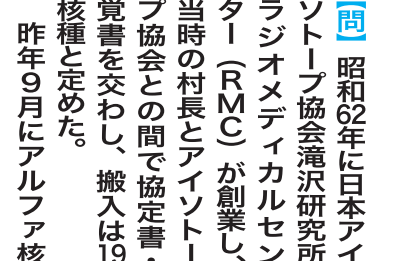 【問】 昭和62年に日本アイ
ソトープ協会滝沢研究所
ラジオメディカルセン
ター（RMC）が創業し、
当時の村長とアイソトー
プ協会との間で協定書・
覚書を交わし、搬入は19
核種と定めた。
昨年９月にアルファ核